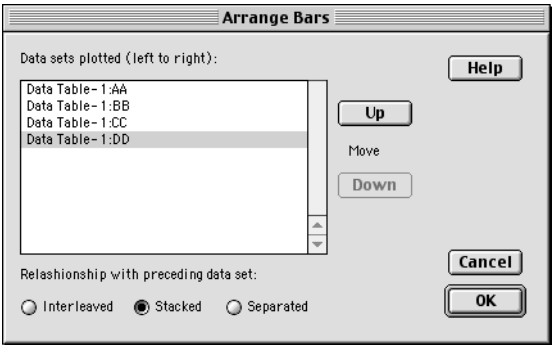 Arrange Bars
Data sets plotted (left to right):
Help
Data Table-1:AA
Data Table-1:BB
Data Table-1:CC
Data Table-1:DD
Up
Move
Down
Relashionship with preceding data set:
Cancel
Interleaved Stacked Separated
OK